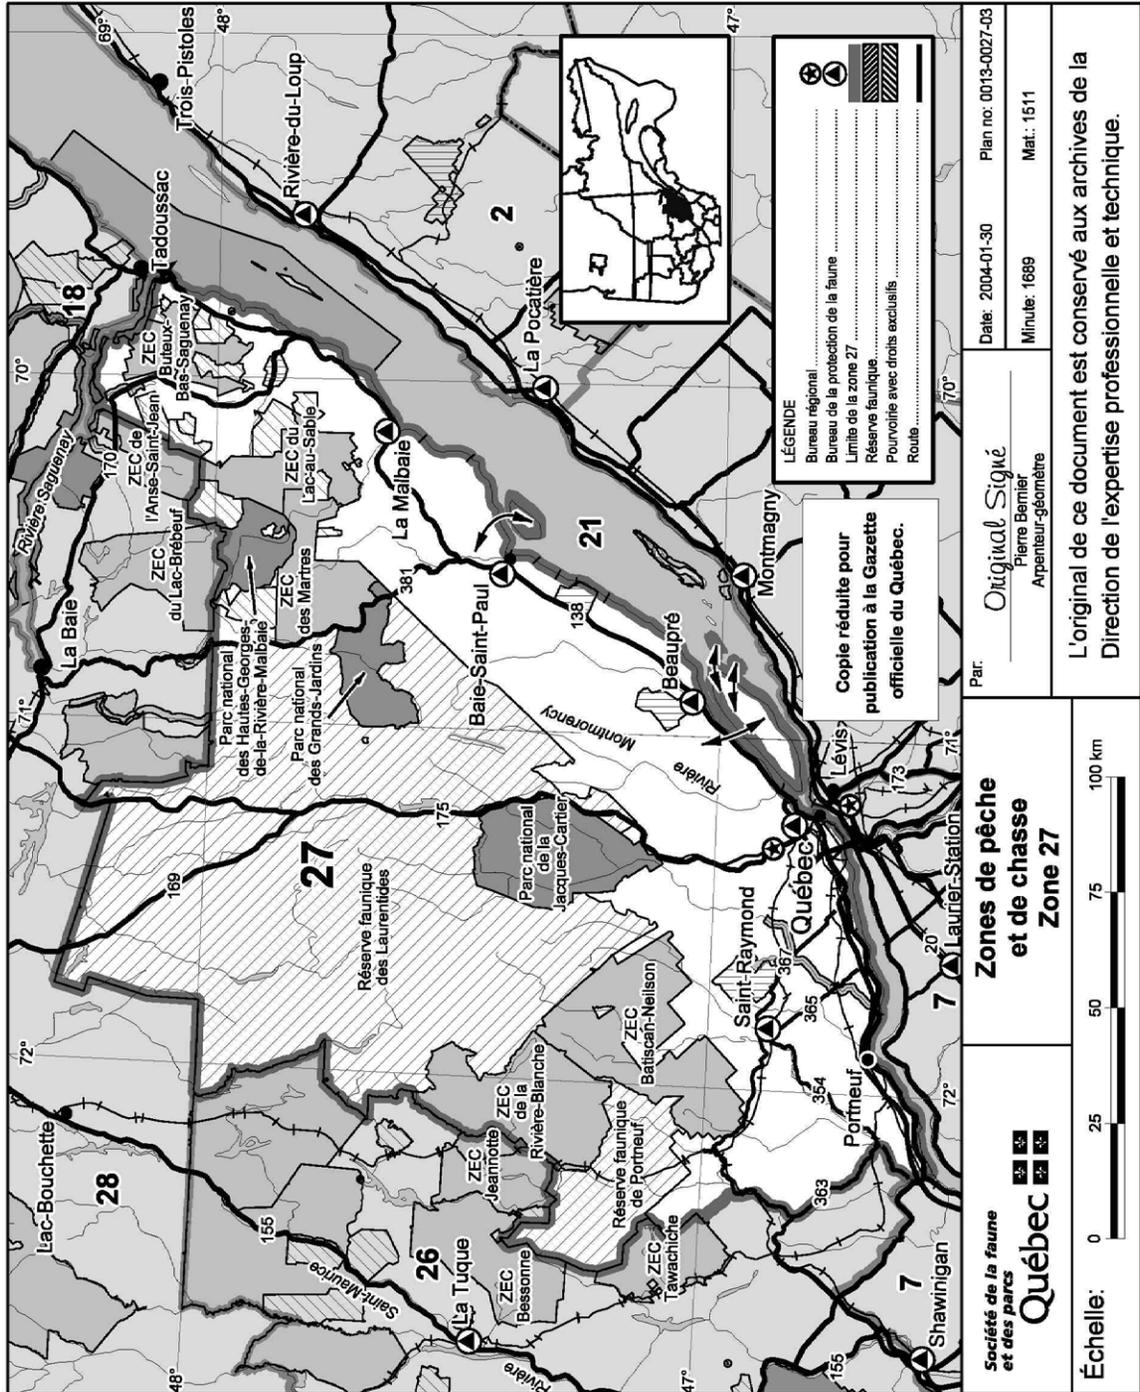 69°
48°
47°
Trois-Pistoles
Rivière-du-Loup
Tadoussac
18
2
ZEC
Buteux-
Bas-Saguenay
70°
La Pocatière
Rivière Saguenay
170
ZEC de
l'Anse-Saint-Jean
ZEC du
Lac-au-Sable
La Malbaie
ZEC
du Lac-Brébeuf
21
ZEC
des Martres
381
La Baie
Parc national
des Hautes-Georges-
de-la-Rivière-Malbaie
Parc national
des Grands-Jardins
Baie-Saint-Paul
138
Montmagny
70°
71°
Beaupré
Rivière
Montmorency
175
169
27
Parc national
de la
Jacques-Cartier
Réserve faunique
des Laurentides
Québec
Lévis
173
71°
Saint-Raymond
367
365
354
20
Laurier-Station
7
72°
Lac-Bouchette
28
155
ZEC
Batiscan-Neilson
ZEC
de la
Rivière-Blanche
ZEC
Jeannotte
Réserve faunique
de Portneuf
Portneuf
72°
363
Saint-Maurice
26
La Tuque
ZEC
Bessonne
ZEC
Tawachiche
7
Shawinigan
155
Rivière
48°
47°
LÉGENDE
Bureau régional
Bureau de la protection de la faune
Limite de la zone 27
Réserve faunique
Pourvoirie avec droits exclusifs
Route
Copie réduite pour
publication à la Gazette
officielle du Québec.
Société de la faune
et des parcs
Québec
Zones de pêche
et de chasse
Zone 27
Échelle:
0 25 50 75 100 km
Par:
Original Signé
Pierre Bernier
Arpenteur-géomètre
Date: 2004-01-30 Plan no: 0013-0027-03
Minute: 1689 Mat.: 1511
L'original de ce document est conservé aux archives de la
Direction de l'expertise professionnelle et technique.